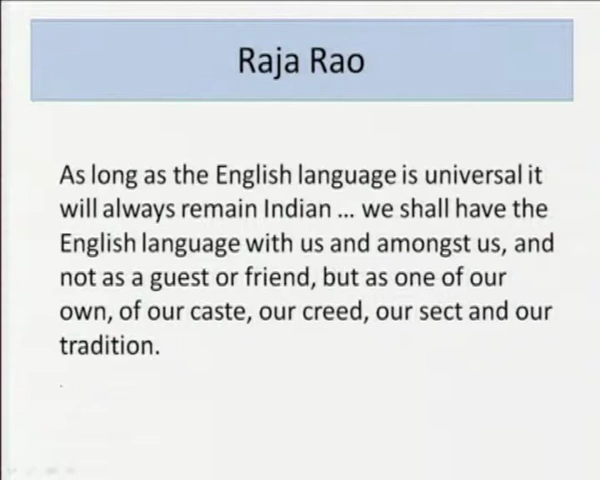 Raja Rao
As long as the English language is universal it
will always remain Indian ... we shall have the
English language with us and amongst us, and
not as a guest or friend, but as one of our
own, of our caste, our creed, our sect and our
tradition.
.